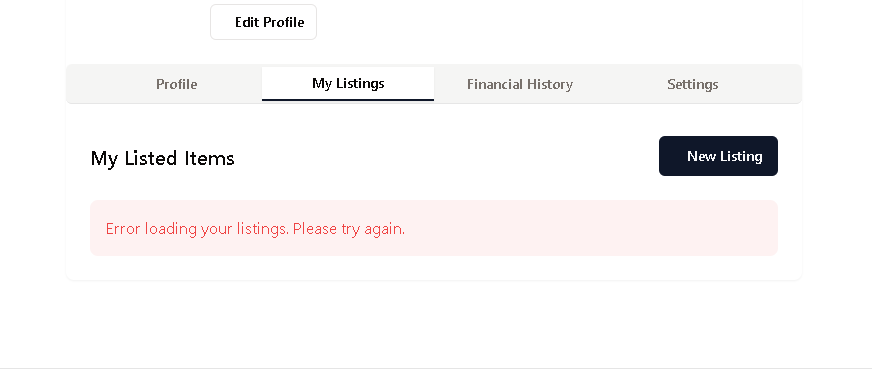 Edit Profile
Profile My Listings Financial History Settings
My Listed Items
New Listing
Error loading your listings. Please try again.